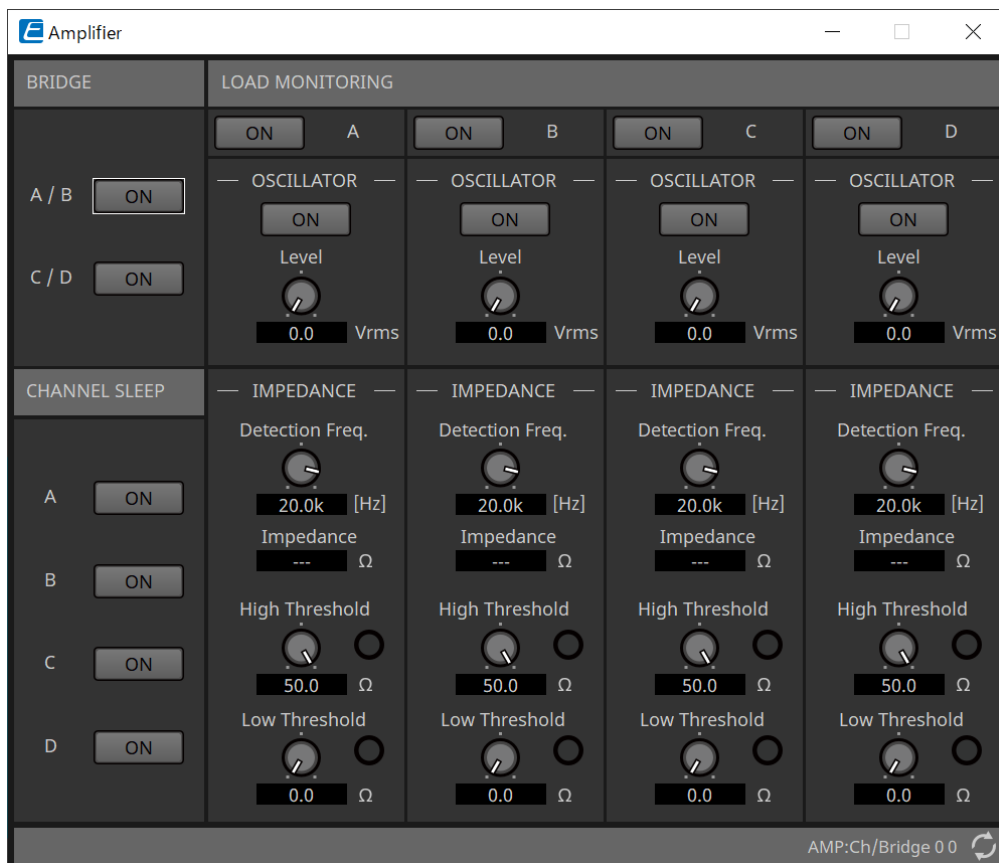 E Amplifier
BRIDGE
LOAD MONITORING
ON A ON B ON C ON D
A / B ON
C / D ON
OSCILLATOR OSCILLATOR OSCILLATOR OSCILLATOR
ON ON ON ON
Level Level Level Level
0.0 Vrms 0.0 Vrms 0.0 Vrms 0.0 Vrms
CHANNEL SLEEP
A ON
B ON
C ON
D ON
IMPEDANCE IMPEDANCE IMPEDANCE IMPEDANCE
Detection Freq. Detection Freq. Detection Freq. Detection Freq.
20.0k [Hz] 20.0k [Hz] 20.0k [Hz] 20.0k [Hz]
Impedance Impedance Impedance Impedance
--- Ω --- Ω --- Ω --- Ω
High Threshold High Threshold High Threshold High Threshold
50.0 Ω 50.0 Ω 50.0 Ω 50.0 Ω
Low Threshold Low Threshold Low Threshold Low Threshold
0.0 Ω 0.0 Ω 0.0 Ω 0.0 Ω
AMP:Ch/Bridge 0 0